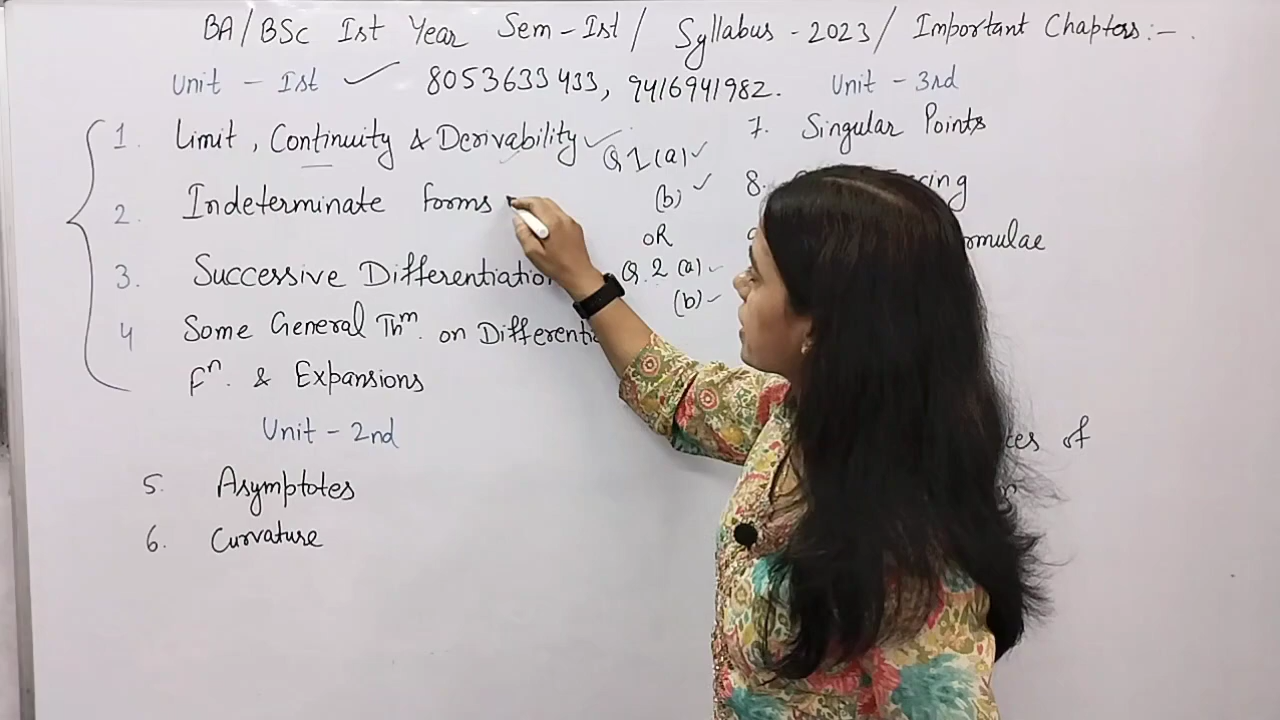 BA/BSc Ist Year Sem-Ist/ Syllabus - 2023/ Important Chapters:-
Unit - Ist ✓ 8053633433, 9416941982.
1. Limit, Continuity & Derivability ✓ Q1(a) ✓
2. Indeterminate forms (b) ✓
OR
3. Successive Differentiation Q.2 (a) -
(b) -
4 Some General Thm. on Differentia
Fn. & Expansions
Unit - 2nd
5. Asymptotes
6. Curvature
Unit - 3rd
7. Singular Points
8.
of